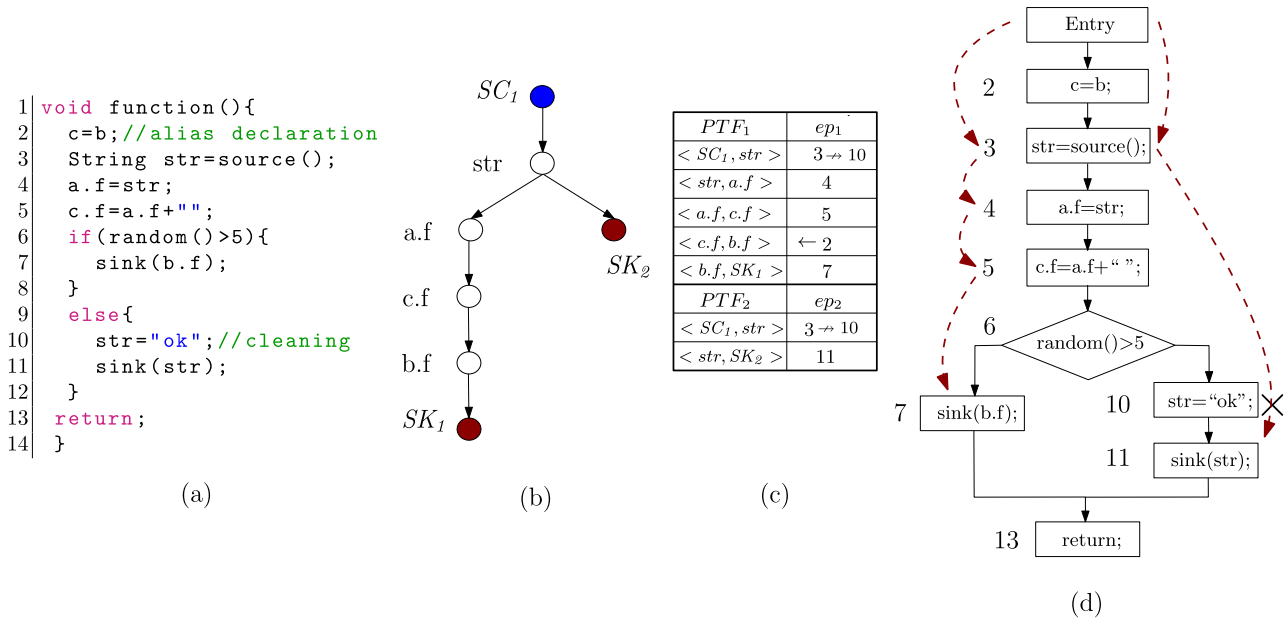 1 void function(){
2 c=b;//alias declaration
3 String str=source();
4 a.f=str;
5 c.f=a.f+"";
6 if(random()>5){
7 sink(b.f);
8 }
9 else{
10 str="ok";//cleaning
11 sink(str);
12 }
13 return;
14 }
(a)
SC₁
str
a.f
SK₂
c.f
b.f
SK₁
(b)
PTF₁ ep₁
< SC₁, str > 3 ↛ 10
< str, a.f > 4
< a.f, c.f > 5
< c.f, b.f > ← 2
< b.f, SK₁ > 7
PTF₂ ep₂
< SC₁, str > 3 ↛ 10
< str, SK₂ > 11
(c)
Entry
2 c=b;
3 str=source();
4 a.f=str;
5 c.f=a.f+“ ”;
6 random()>5
7 sink(b.f);
10 str=“ok”;
11 sink(str);
13 return;
(d)